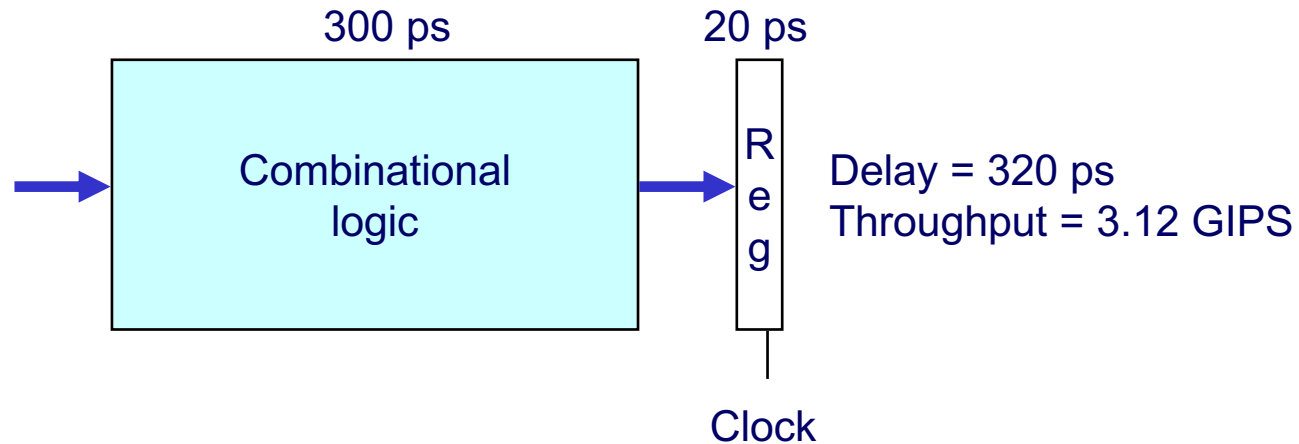 300 ps
20 ps
Combinational
logic
R
e
g
Delay = 320 ps
Throughput = 3.12 GIPS
Clock